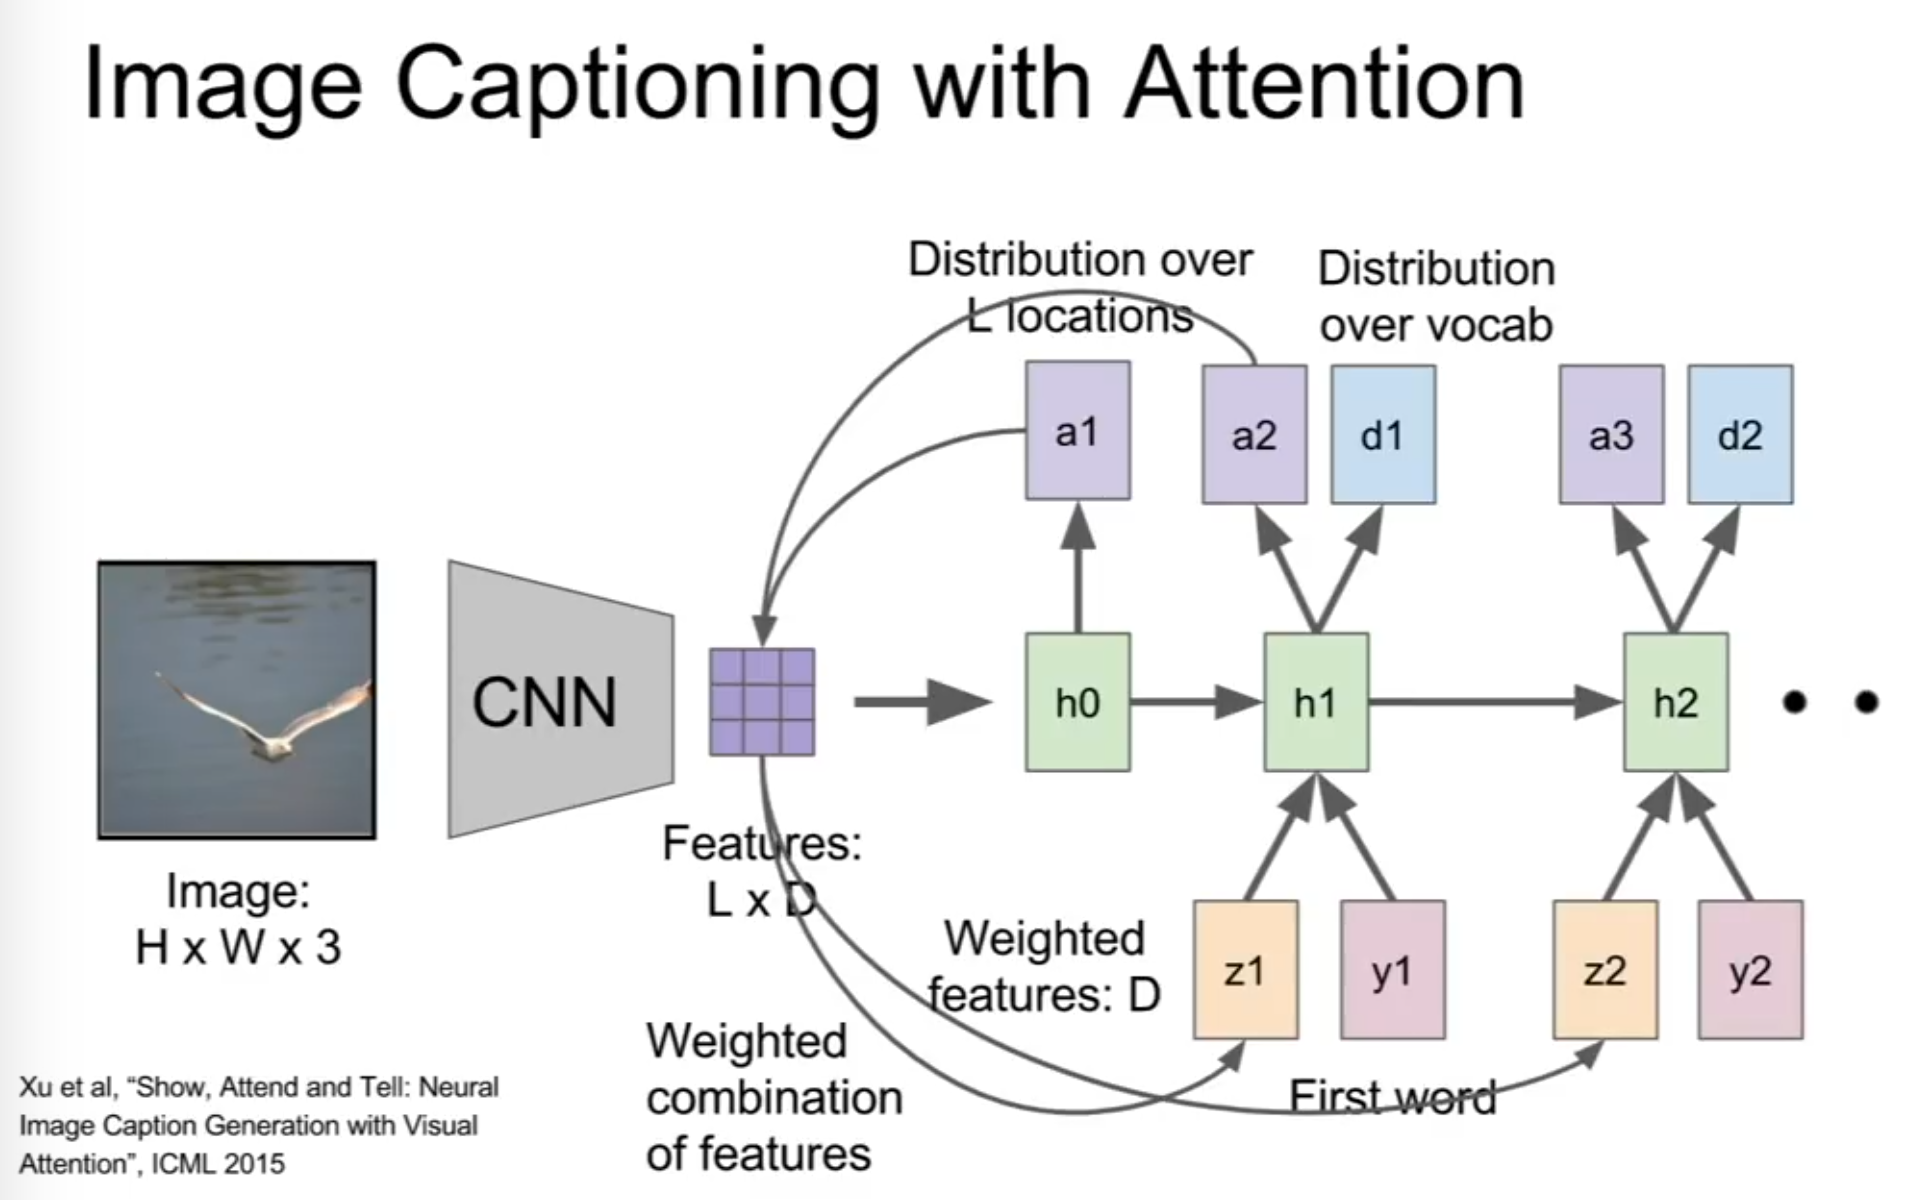 Image Captioning with Attention
Distribution over
L locations
Distribution
over vocab
a1
a2
d1
a3
d2
CNN
h0
h1
h2
Features:
L x D
Image:
H x W x 3
Weighted
features: D
z1
y1
z2
y2
Weighted
combination
of features
First word
Xu et al, “Show, Attend and Tell: Neural
Image Caption Generation with Visual
Attention”, ICML 2015